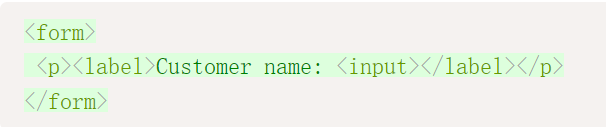 <form>
<p><label>Customer name: <input></label></p>
</form>